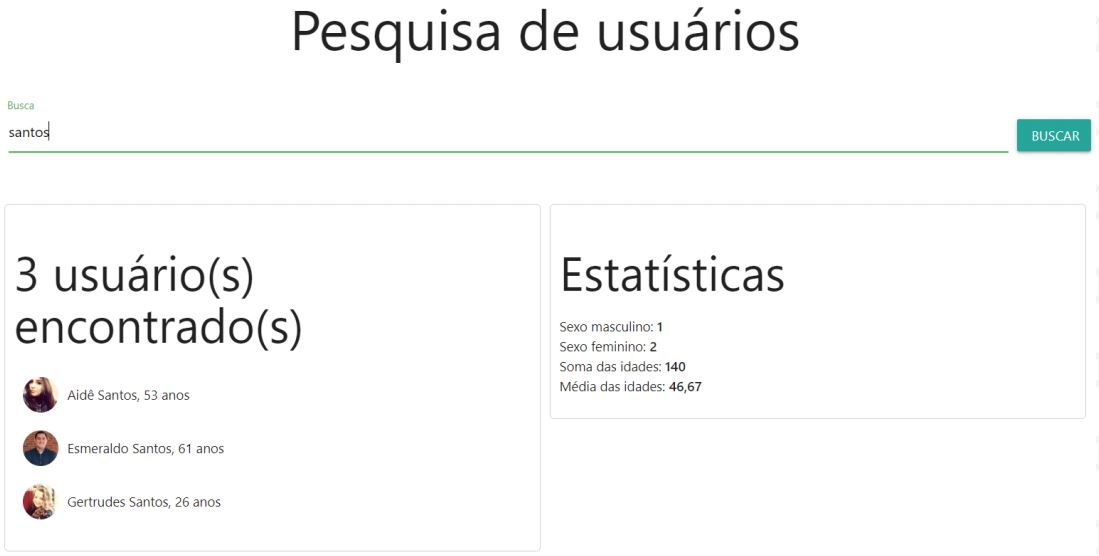 Pesquisa de usuários
Busca
santos
BUSCAR
3 usuário(s)
encontrado(s)
Aidê Santos, 53 anos
Esmeraldo Santos, 61 anos
Gertrudes Santos, 26 anos
Estatísticas
Sexo masculino: 1
Sexo feminino: 2
Soma das idades: 140
Média das idades: 46,67